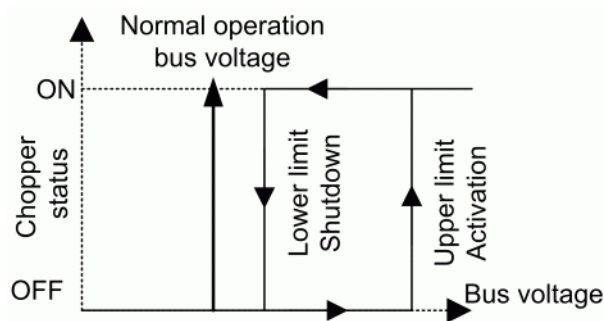 Normal operation
bus voltage
ON
Chopper
status
Lower limit
Shutdown
Upper limit
Activation
OFF
Bus voltage